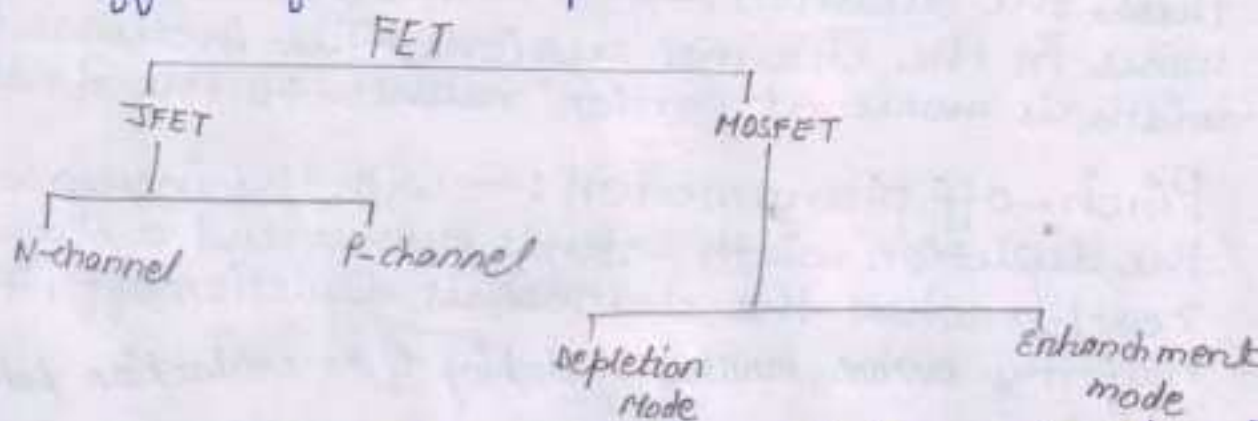 FET
JFET
MOSFET
N-channel
P-channel
Depletion
Mode
Enhanchment
mode